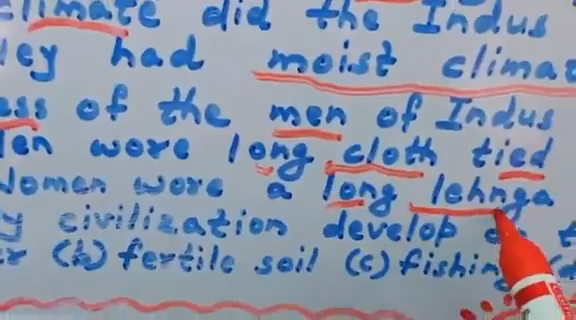 climate did the Indus
ley had moist climat
ess of the men of Indus
en wore long cloth tied
Women wore a long lehnga
y civilization develop
r (b) fertile soil (c) fishing